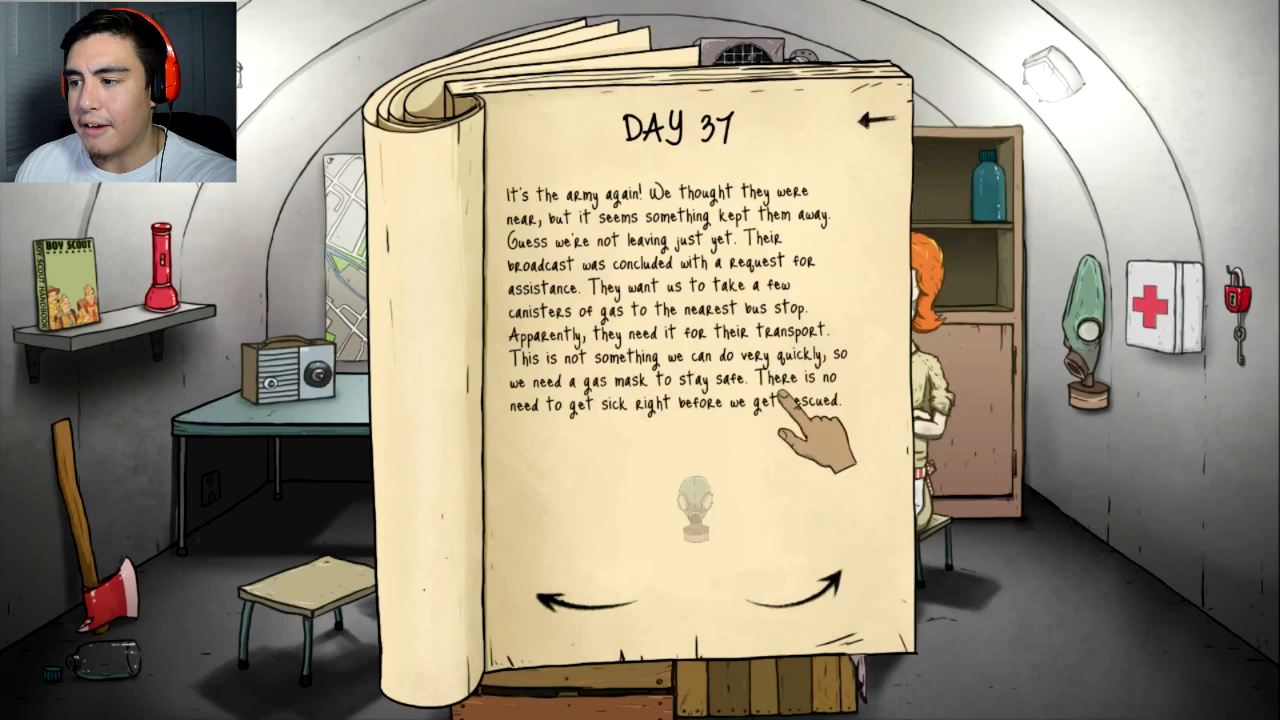 DAY 37
It's the army again! We thought they were
near, but it seems something kept them away.
Guess we're not leaving just yet. Their
broadcast was concluded with a request for
assistance. They want us to take a few
canisters of gas to the nearest bus stop.
Apparently, they need it for their transport.
This is not something we can do very quickly, so
we need a gas mask to stay safe. There is no
need to get sick right before we get rescued.
BOY SCOUT
BOY SCOUT HANDBOOK